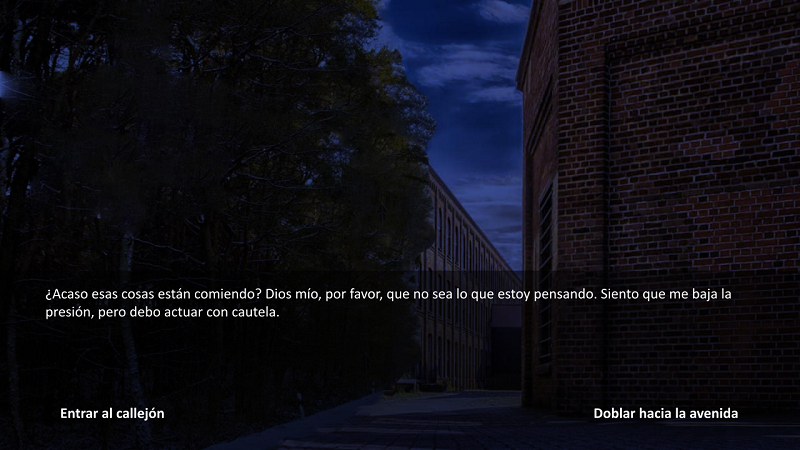 ¿Acaso esas cosas están comiendo? Dios mío, por favor, que no sea lo que estoy pensando. Siento que me baja la
presión, pero debo actuar con cautela.
Entrar al callejón
Doblar hacia la avenida